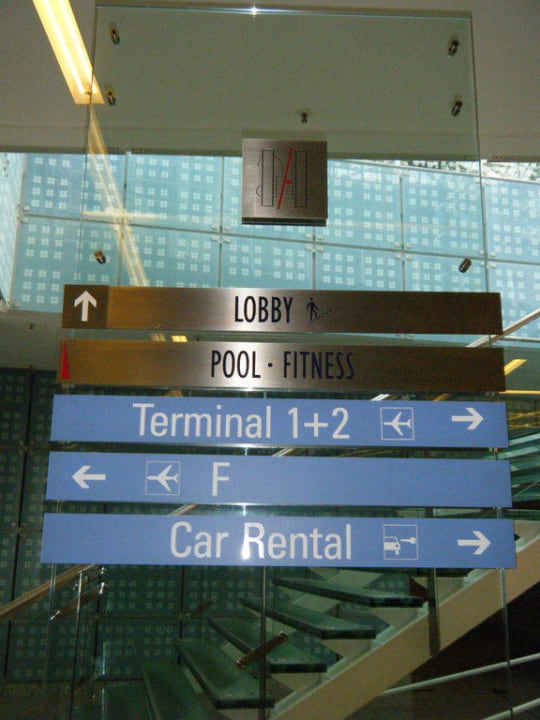 LOBBY
POOL · FITNESS
Terminal 1+2
F
Car Rental